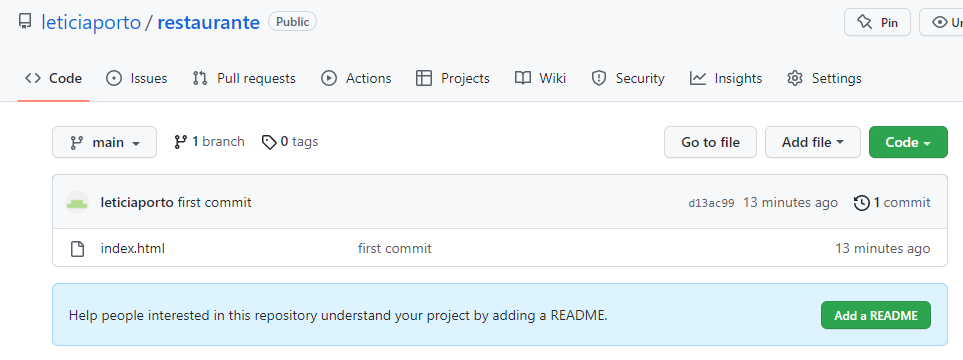 leticiaporto / restaurante Public Pin Un
Code Issues Pull requests Actions Projects Wiki Security Insights Settings
main 1 branch 0 tags Go to file Add file Code
leticiaporto first commit d13ac99 13 minutes ago 1 commit
index.html first commit 13 minutes ago
Help people interested in this repository understand your project by adding a README. Add a README